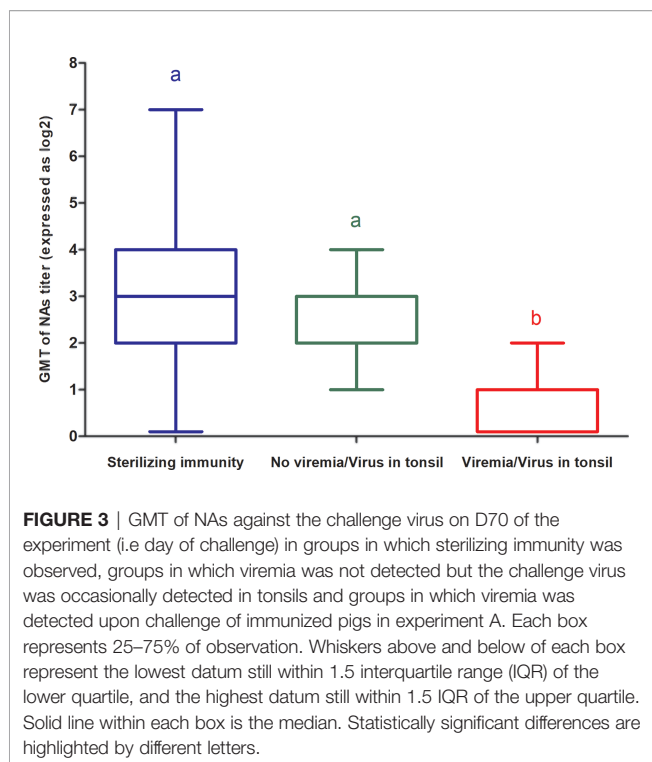 8
7
6
5
4
3
2
1
0
GMT of NAs titer (expressed as log2)
a
a
b
Sterilizing immunity No viremia/Virus in tonsil Viremia/Virus in tonsil
FIGURE 3 | GMT of NAs against the challenge virus on D70 of the
experiment (i.e day of challenge) in groups in which sterilizing immunity was
observed, groups in which viremia was not detected but the challenge virus
was occasionally detected in tonsils and groups in which viremia was
detected upon challenge of immunized pigs in experiment A. Each box
represents 25–75% of observation. Whiskers above and below of each box
represent the lowest datum still within 1.5 interquartile range (IQR) of the
lower quartile, and the highest datum still within 1.5 IQR of the upper quartile.
Solid line within each box is the median. Statistically significant differences are
highlighted by different letters.